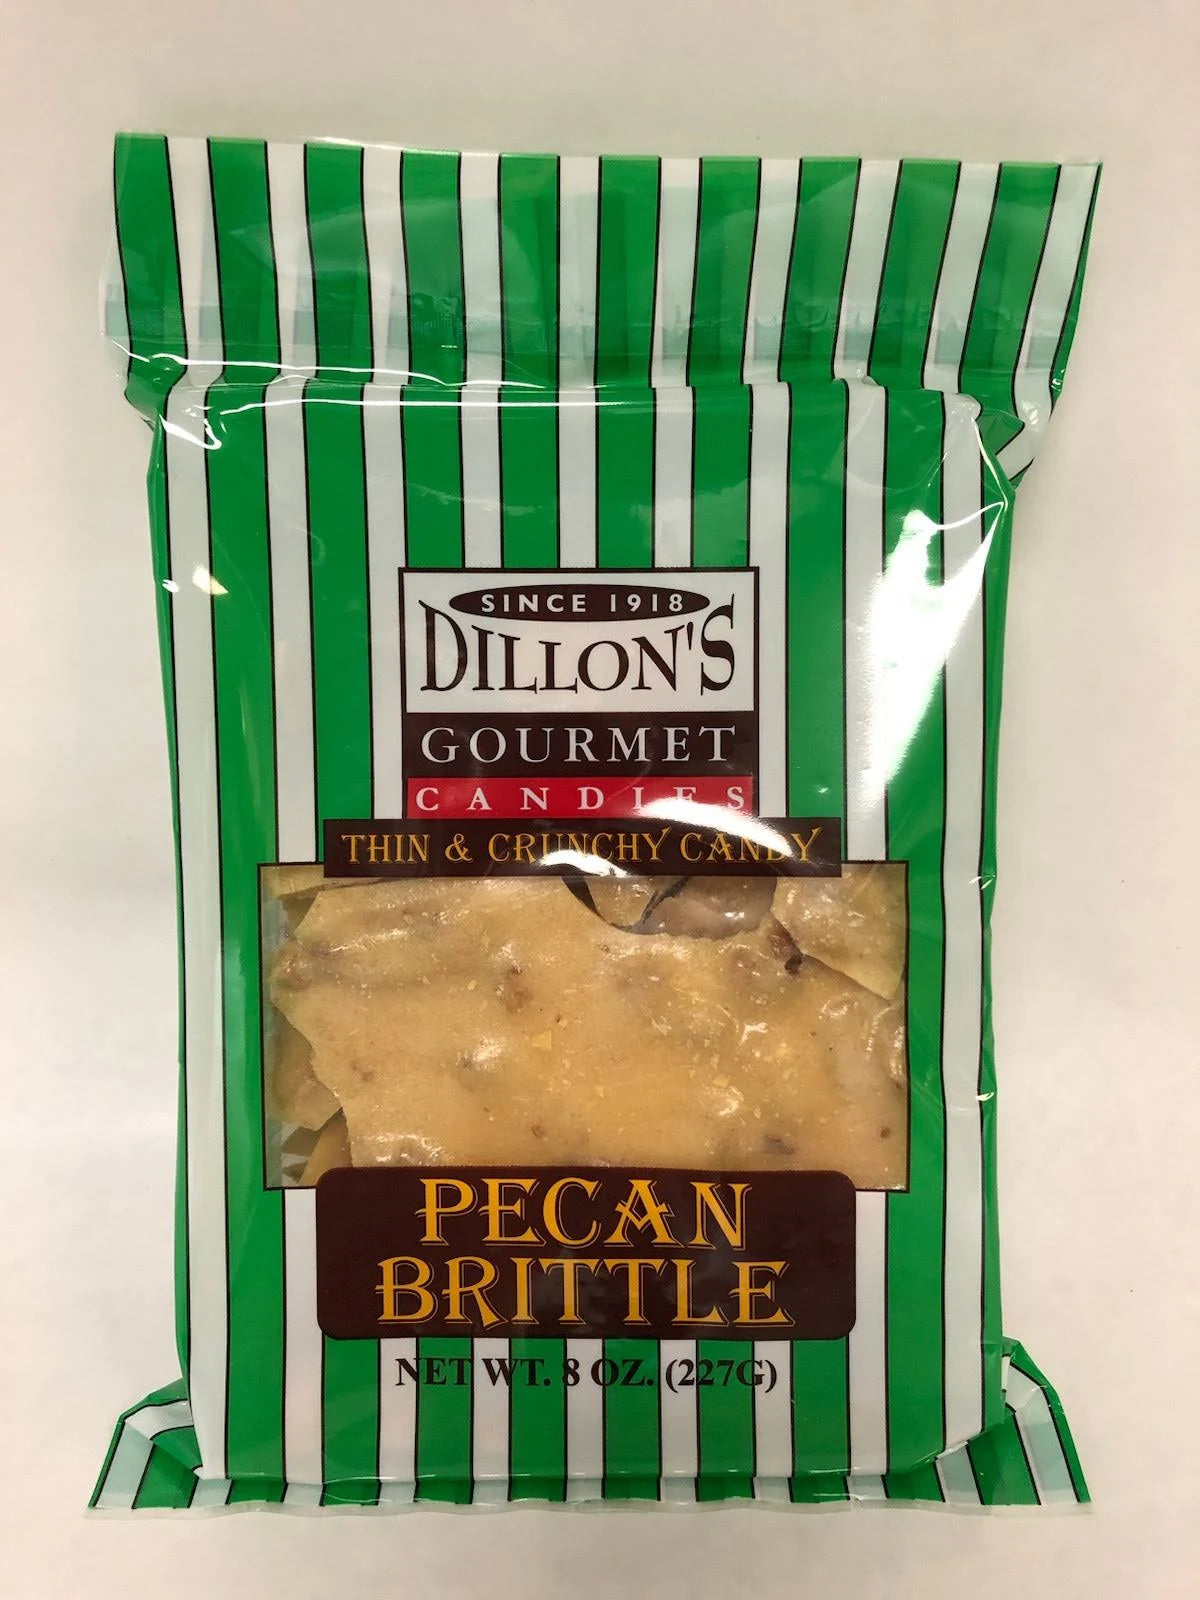 SINCE 1918
DILLON'S
GOURMET
CANDIES
THIN & CRUNCHY CANDY
PECAN
BRITTLE
NET WT. 8 OZ. (227G)